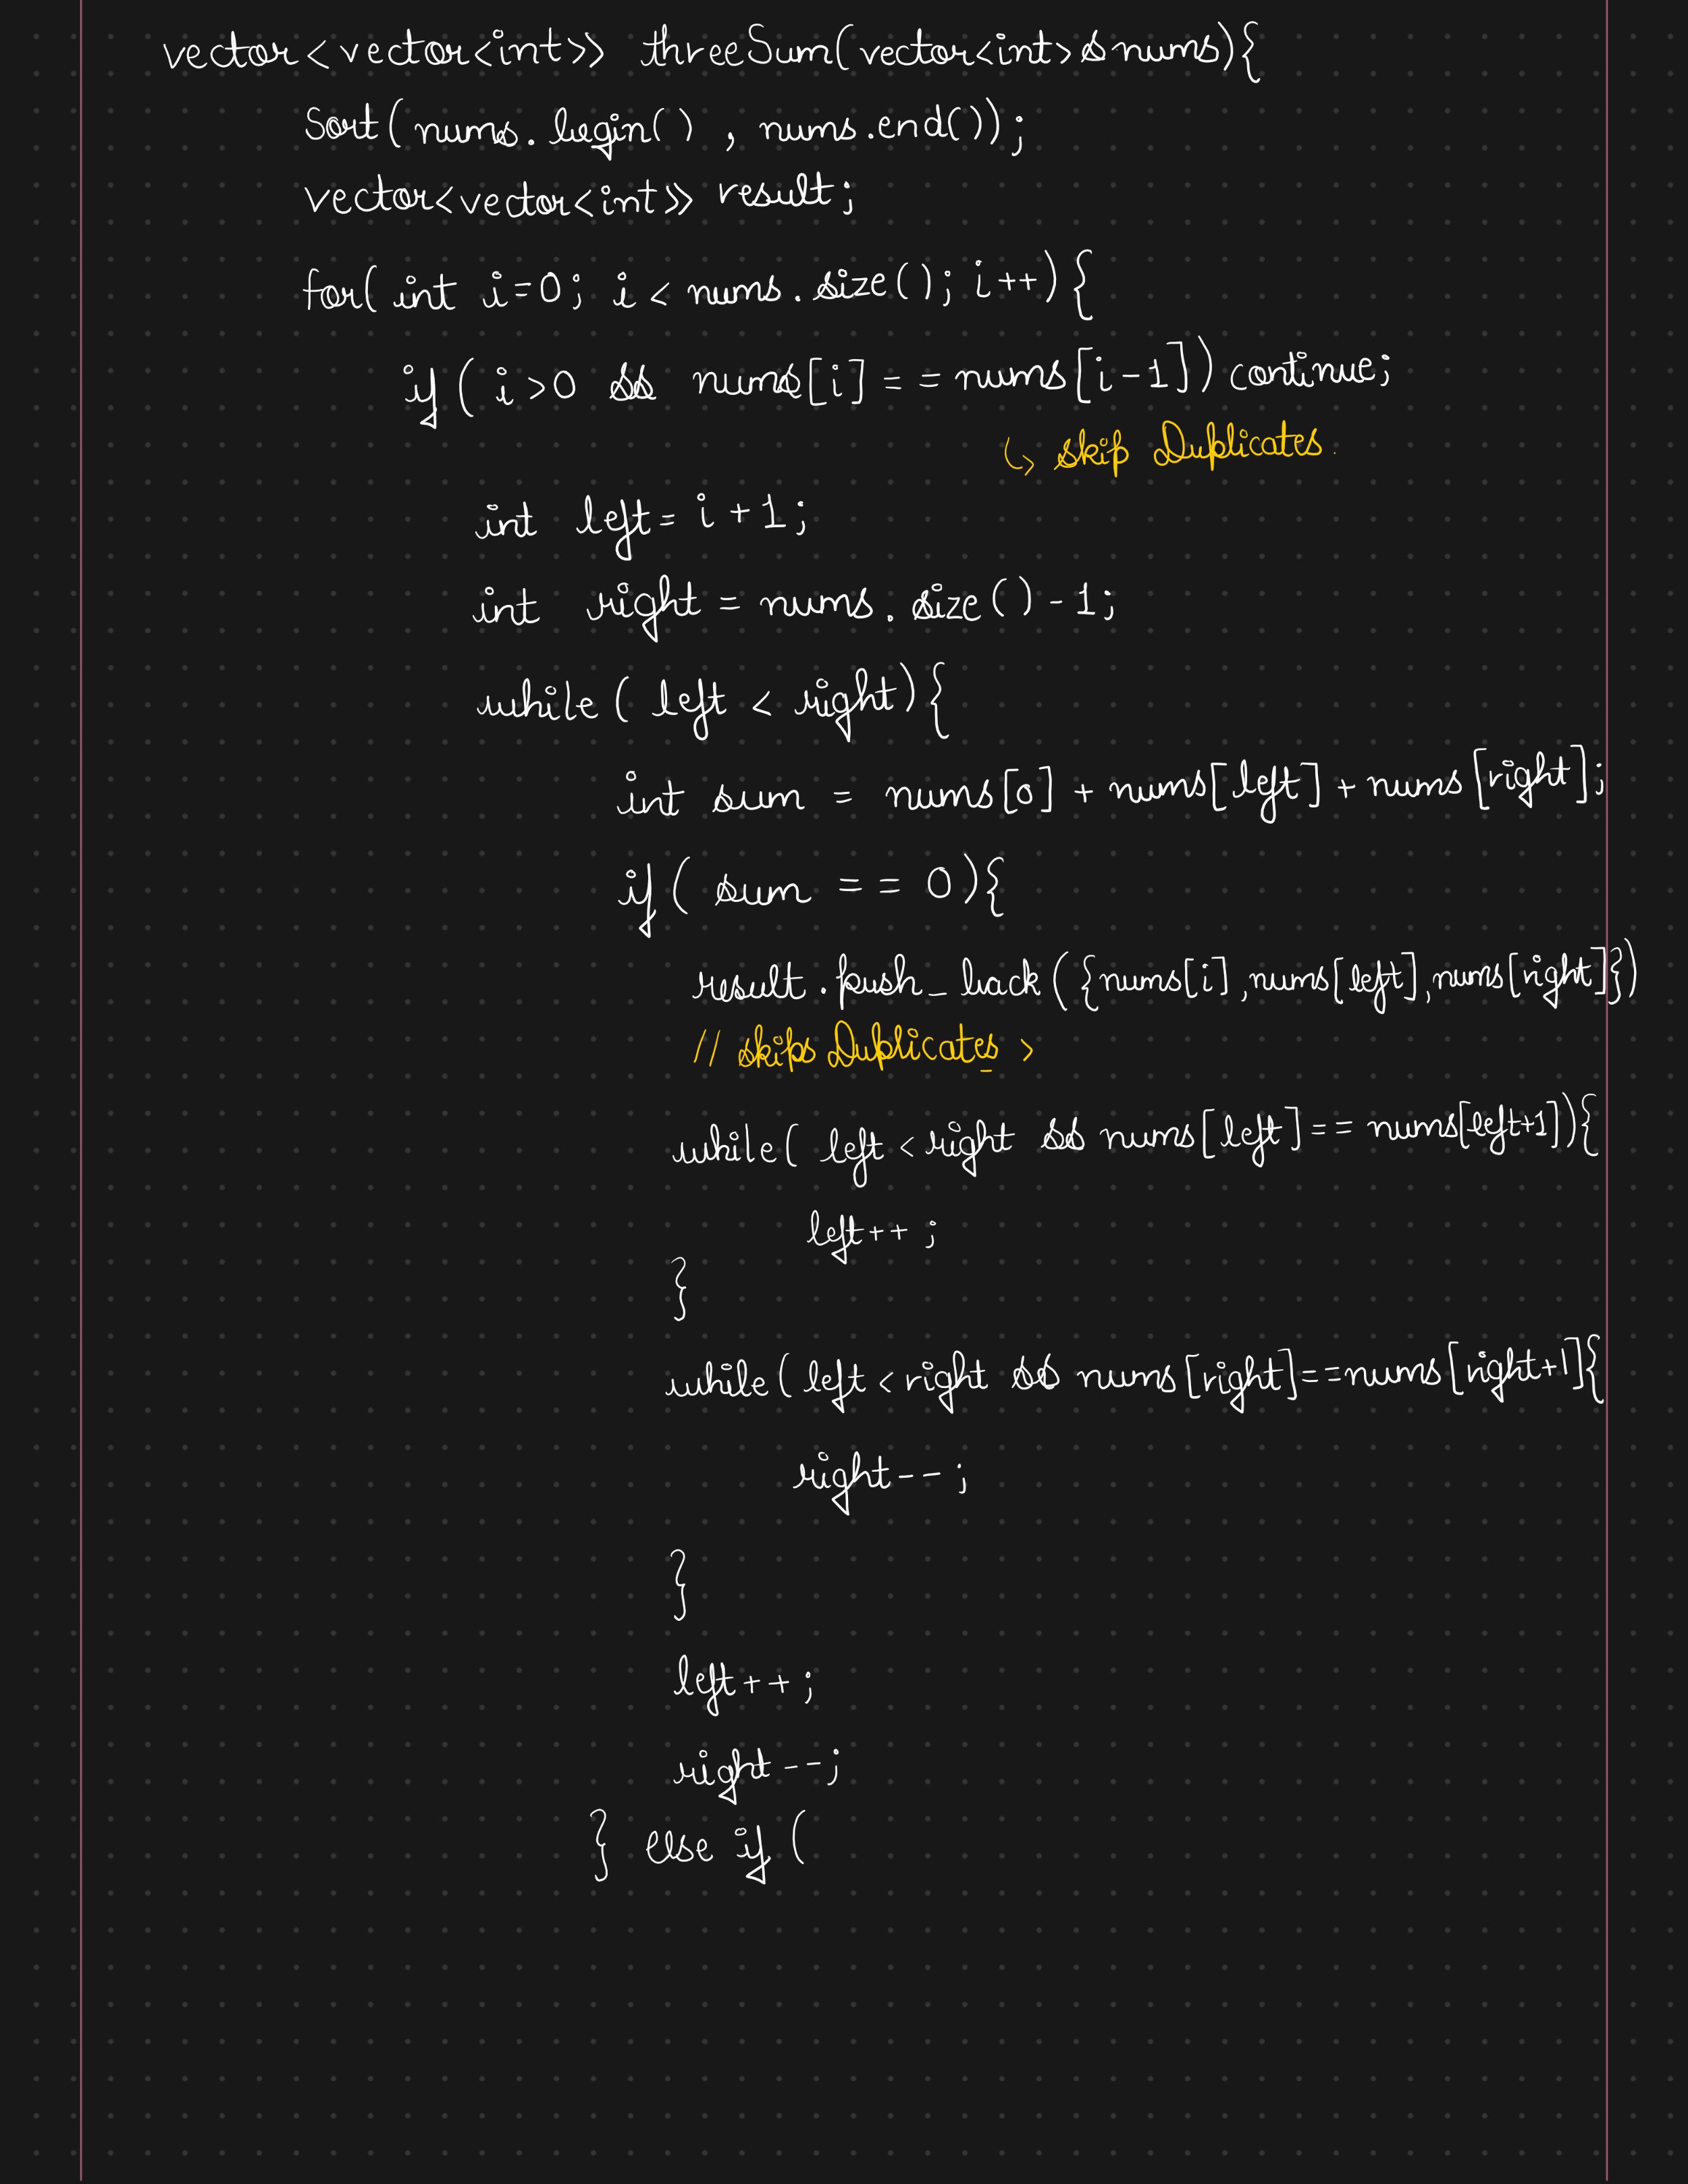 vector<vector<int>> threeSum(vector<int>&nums){
sort(nums.begin() , nums.end());
vector<vector<int>> result;
for( int i=0; i < nums.size(); i++){
if ( i>0 && nums[i] == nums[i-1]) continue;
↳ skip Duplicates.
int left = i + 1;
int right = nums.size() - 1;
while ( left < right){
int sum = nums[0] + nums[left] + nums[right];
if ( sum == 0){
result.push_back({nums[i],nums[left],nums[right]})
// skips Duplicates >
while( left < right && nums[left] == nums[left+1]){
left++ ;
}
while (left < right && nums[right]==nums[right+1]{
right-- ;
}
left++;
right--;
} else if (